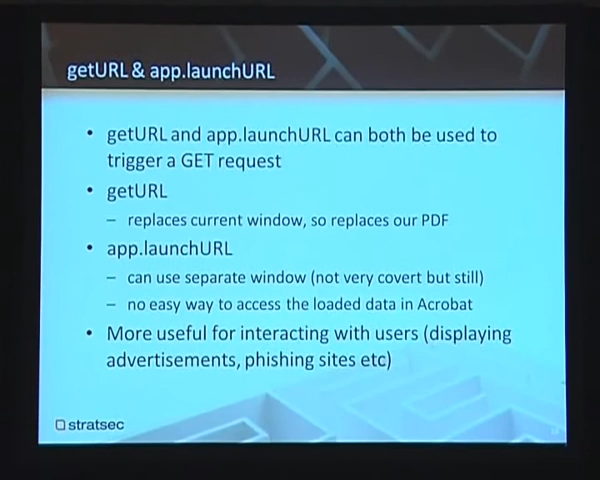 getURL & app.launchURL
• getURL and app.launchURL can both be used to
trigger a GET request
• getURL
– replaces current window, so replaces our PDF
• app.launchURL
– can use separate window (not very covert but still)
– no easy way to access the loaded data in Acrobat
• More useful for interacting with users (displaying
advertisements, phishing sites etc)
stratsec